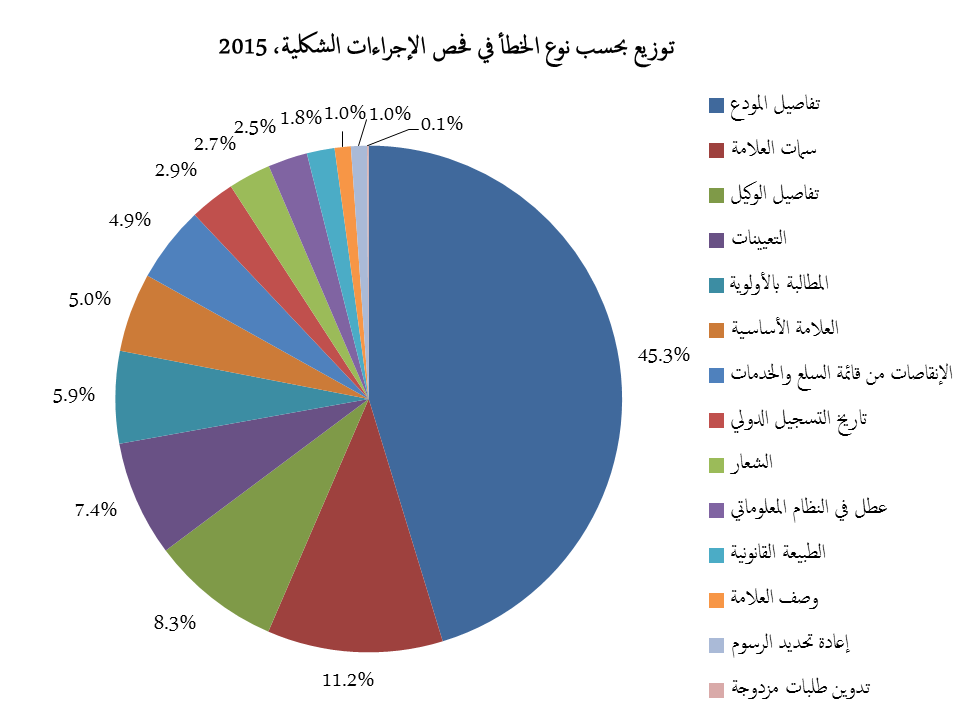 توزيع بحسب نوع الخطأ في فحص الإجراءات الشكلية، 2015
45.3%
11.2%
8.3%
7.4%
5.9%
5.0%
4.9%
2.9%
2.7%
2.5%
1.8%
1.0%
1.0%
0.1%
تفاصيل المودع
سمات العلامة
تفاصيل الوكيل
التعيينات
المطالبة بالأولوية
العلامة الأساسية
الإنقاصات من قائمة السلع والخدمات
تاريخ التسجيل الدولي
الشعار
عطل في النظام المعلوماتي
الطبيعة القانونية
وصف العلامة
إعادة تحديد الرسوم
تدوين طلبات مزدوجة